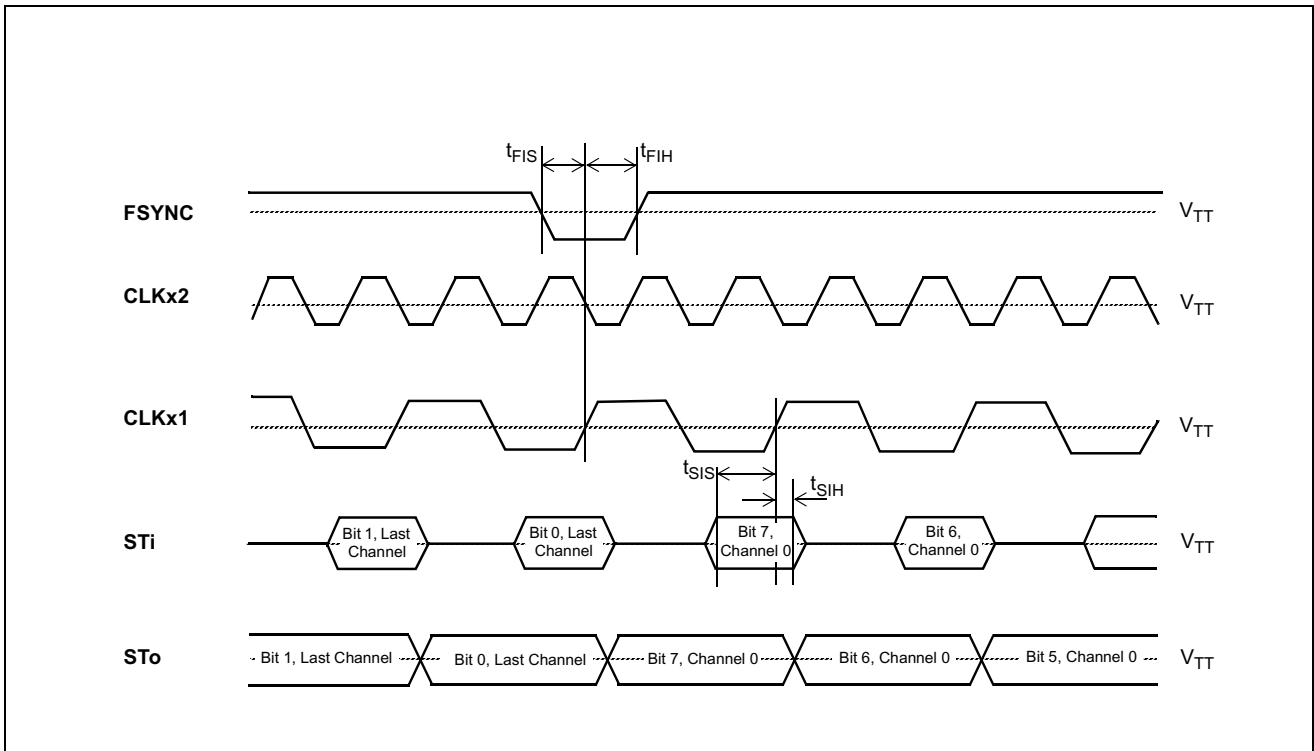 tFIS tFIH
FSYNC VTT
CLKx2 VTT
CLKx1 VTT
tSIS tSIH
STi Bit 1, Last Channel Bit 0, Last Channel Bit 7, Channel 0 Bit 6, Channel 0 VTT
STo Bit 1, Last Channel Bit 0, Last Channel Bit 7, Channel 0 Bit 6, Channel 0 Bit 5, Channel 0 VTT